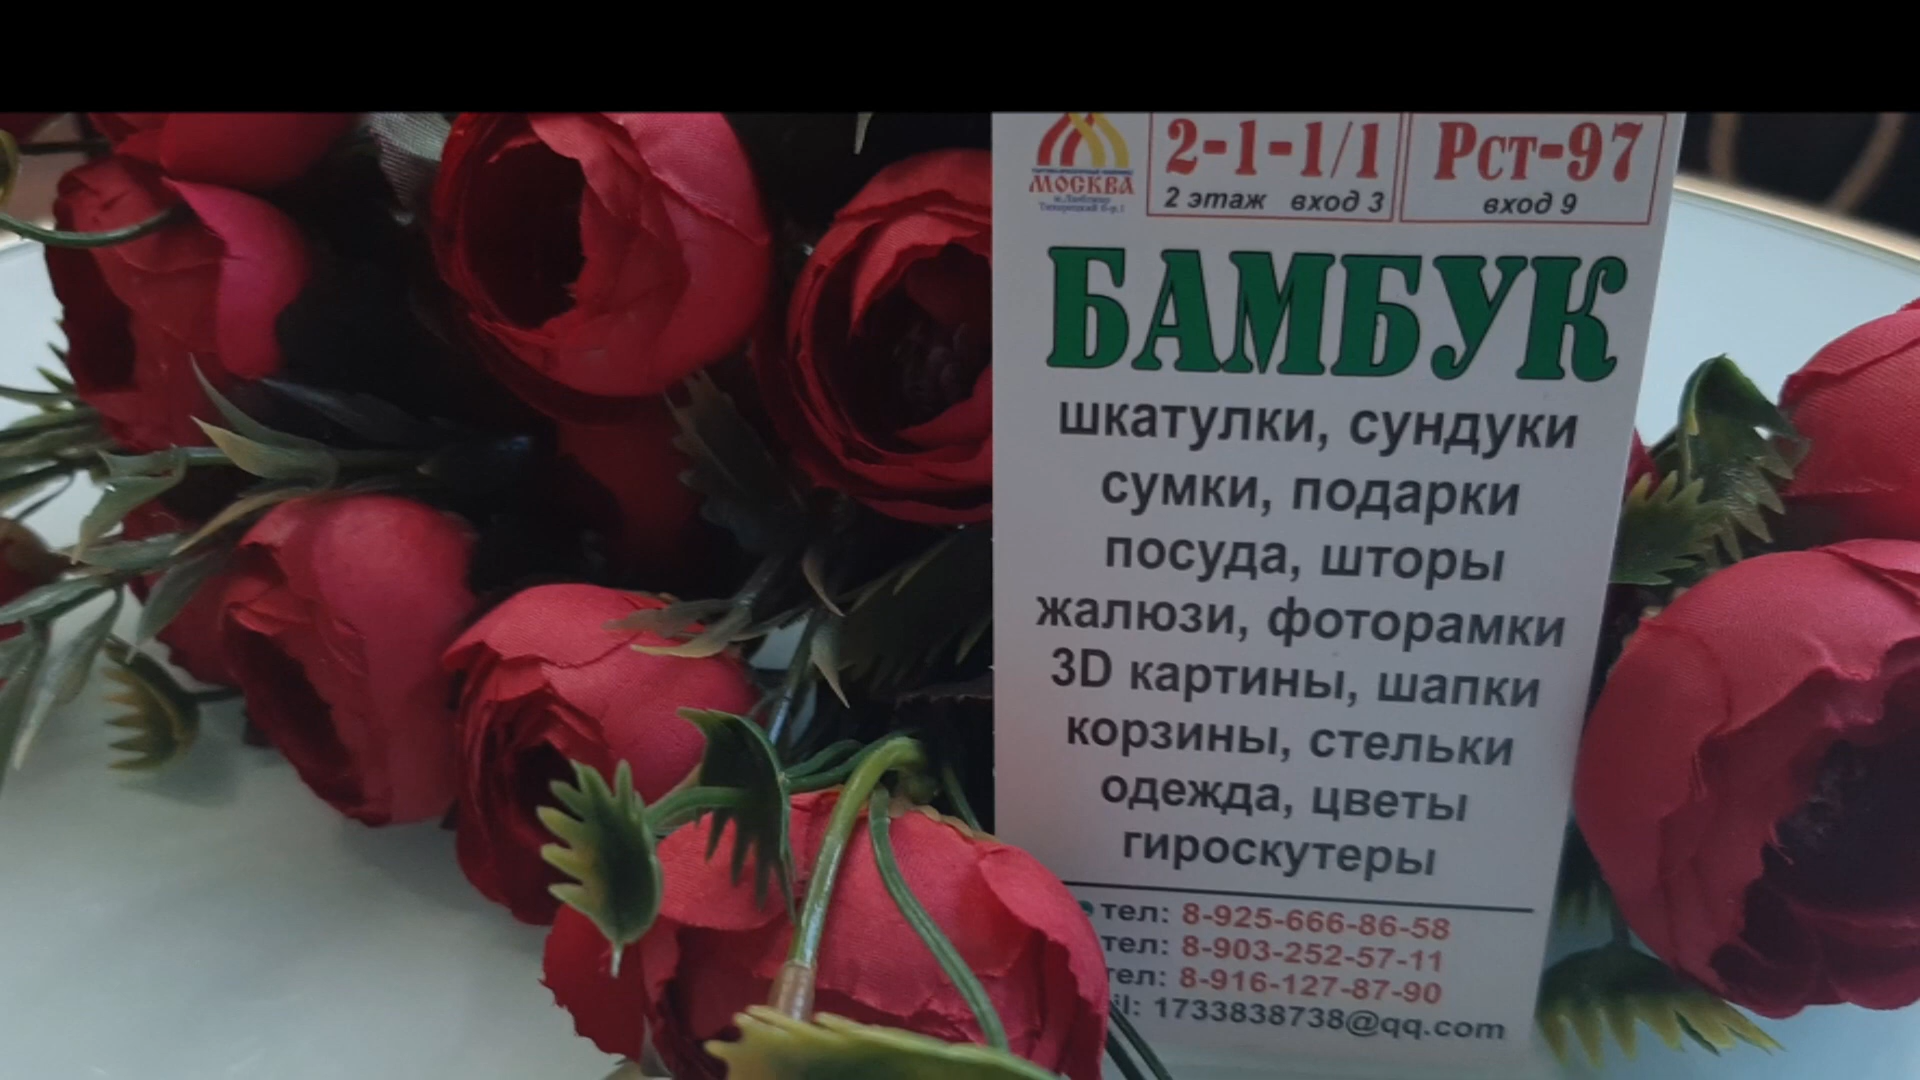 2-1-1/1
2 этаж вход 3
Рст-97
вход 9
МОСКВА
БАМБУК
шкатулки, сундуки
сумки, подарки
посуда, шторы
жалюзи, фоторамки
3D картины, шапки
корзины, стельки
одежда, цветы
гироскутеры
тел: 8-925-666-86-58
тел: 8-903-252-57-11
тел: 8-916-127-87-90
il: 1733838738@qq.com